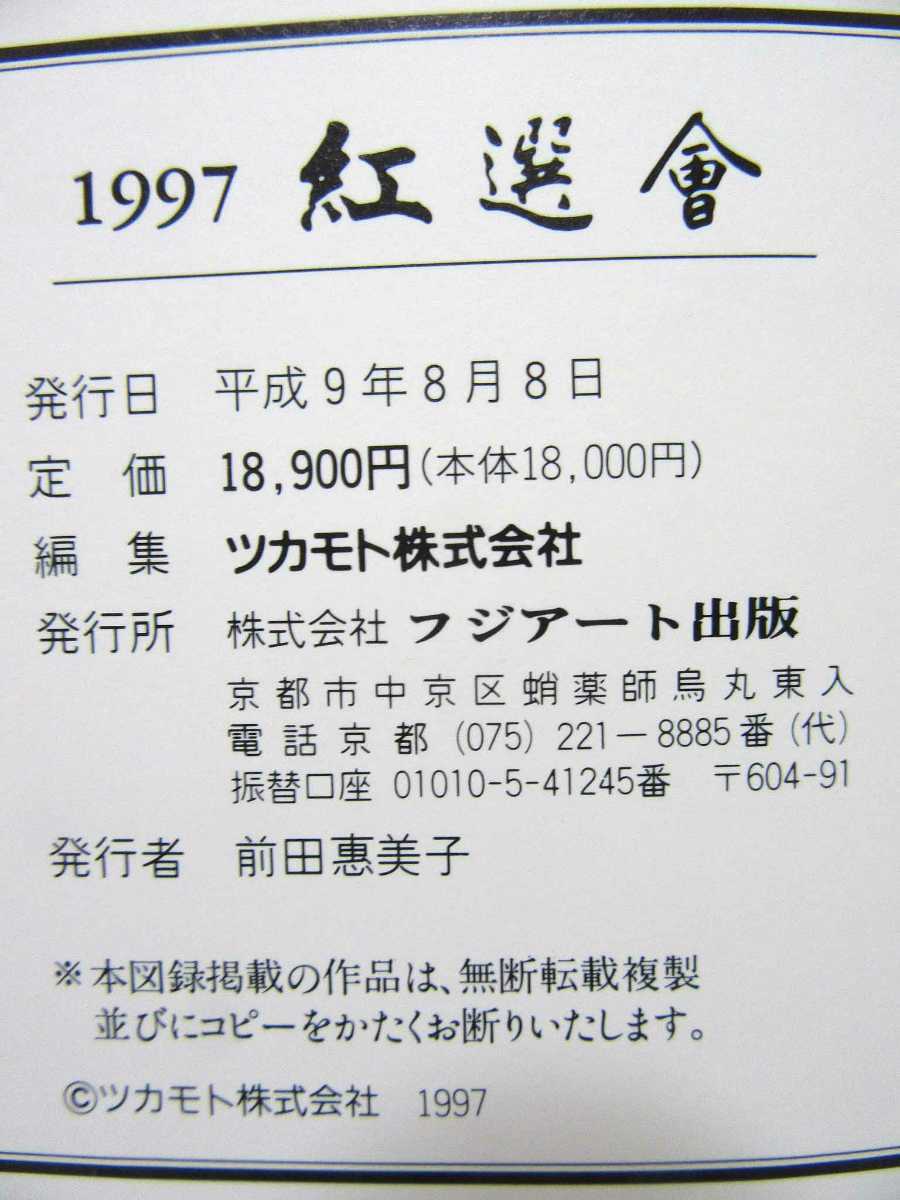 1997 紅選會
発行日 平成9年8月8日
定 価 18,900円(本体18,000円)
編 集 ツカモト株式会社
発行所 株式会社 フジアート出版
京都市中京区蛸薬師烏丸東入
電話京都 (075) 221−8885番(代)
振替口座 01010-5-41245番 〒604-91
発行者 前田惠美子
※本図録掲載の作品は、無断転載複製
並びにコピーをかたくお断りいたします。
©ツカモト株式会社 1997